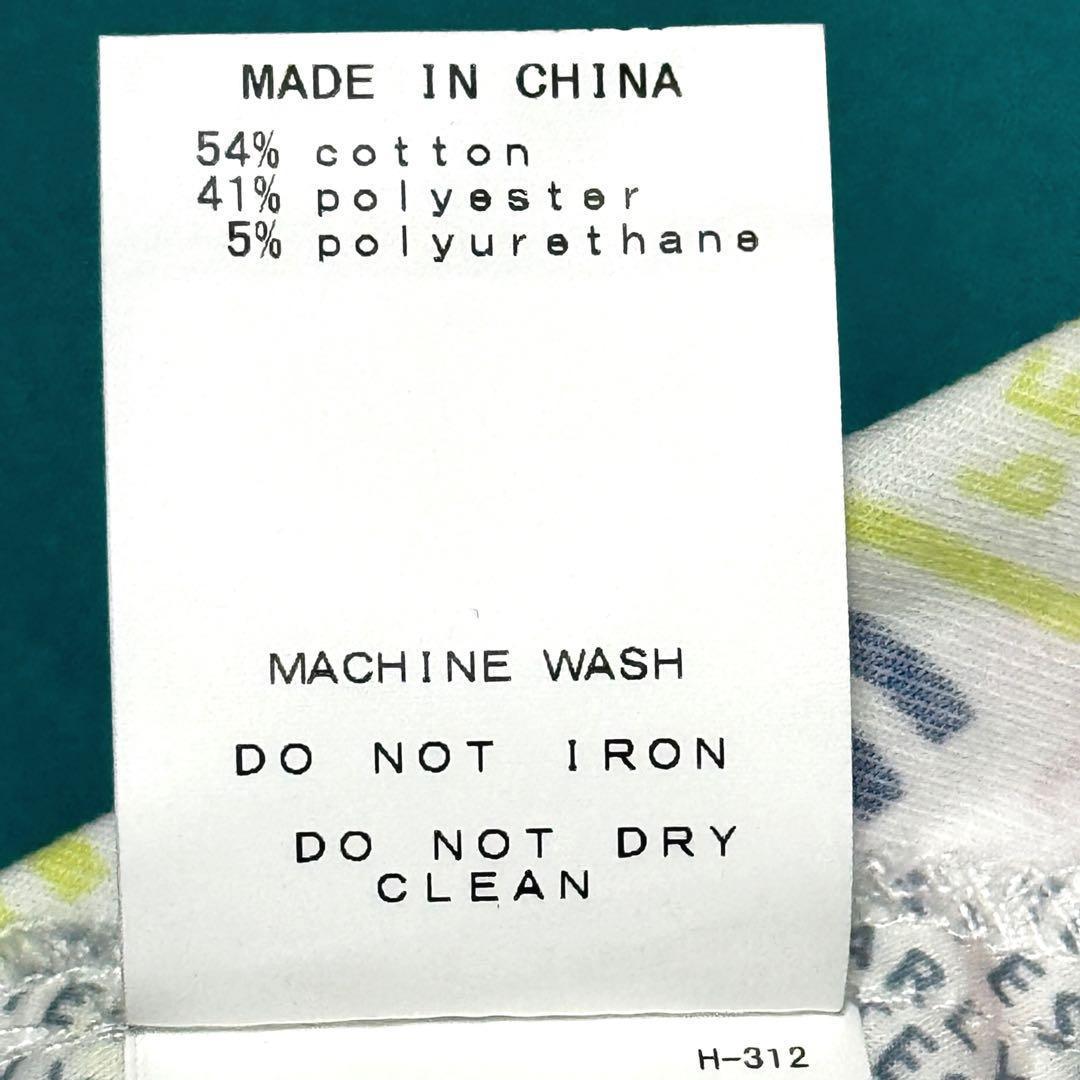 MADE IN CHINA
54% cotton
41% polyester
5% polyurethane
MACHINE WASH
DO NOT IRON
DO NOT DRY
CLEAN
H-312